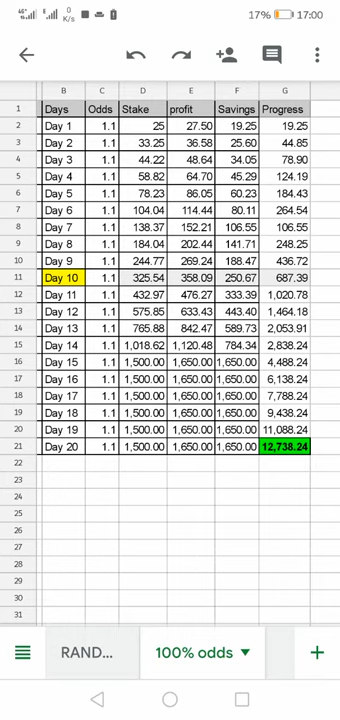 4G 0 K/s 17% 17:00
B C D E F G
1 Days Odds Stake profit Savings Progress
2 Day 1 1.1 25 27.50 19.25 19.25
3 Day 2 1.1 33.25 36.58 25.60 44.85
4 Day 3 1.1 44.22 48.64 34.05 78.90
5 Day 4 1.1 58.82 64.70 45.29 124.19
6 Day 5 1.1 78.23 86.05 60.23 184.43
7 Day 6 1.1 104.04 114.44 80.11 264.54
8 Day 7 1.1 138.37 152.21 106.55 106.55
9 Day 8 1.1 184.04 202.44 141.71 248.25
10 Day 9 1.1 244.77 269.24 188.47 436.72
11 Day 10 1.1 325.54 358.09 250.67 687.39
12 Day 11 1.1 432.97 476.27 333.39 1,020.78
13 Day 12 1.1 575.85 633.43 443.40 1,464.18
14 Day 13 1.1 765.88 842.47 589.73 2,053.91
15 Day 14 1.1 1,018.62 1,120.48 784.34 2,838.24
16 Day 15 1.1 1,500.00 1,650.00 1,650.00 4,488.24
17 Day 16 1.1 1,500.00 1,650.00 1,650.00 6,138.24
18 Day 17 1.1 1,500.00 1,650.00 1,650.00 7,788.24
19 Day 18 1.1 1,500.00 1,650.00 1,650.00 9,438.24
20 Day 19 1.1 1,500.00 1,650.00 1,650.00 11,088.24
21 Day 20 1.1 1,500.00 1,650.00 1,650.00 12,738.24
22
23
24
25
26
27
28
29
30
31
RAND... 100% odds